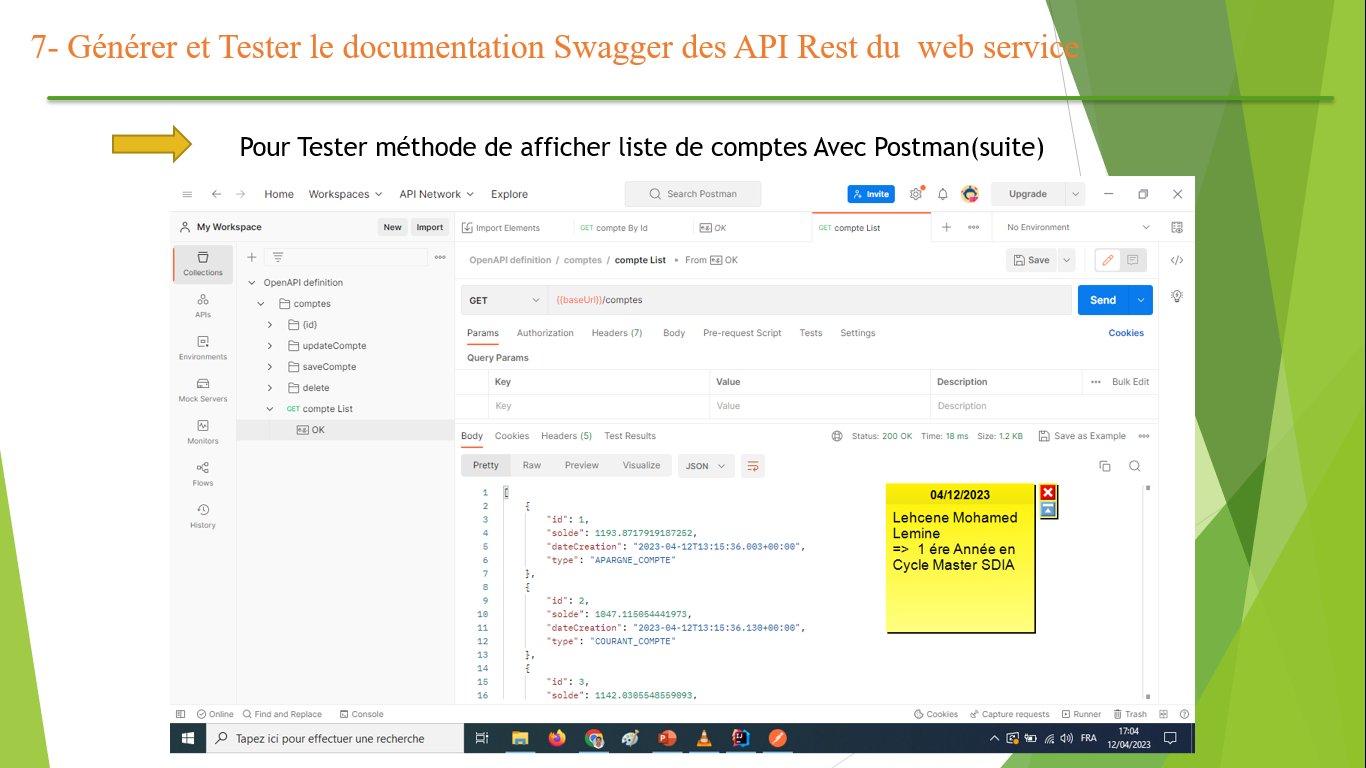 7- Générer et Tester le documentation Swagger des API Rest du  web service
Pour Tester méthode de afficher liste de comptes Avec Postman(suite)
Home Workspaces API Network Explore Search Postman Invite Upgrade
My Workspace New Import Import Elements GET compte By Id OK GET compte List No Environment
Collections
APIs
Environments
Mock Servers
Monitors
Flows
History
OpenAPI definition
comptes
{id}
updateCompte
saveCompte
delete
GET compte List
OK
OpenAPI definition / comptes / compte List • From OK Save
GET {{baseUrl}}/comptes Send
Params Authorization Headers (7) Body Pre-request Script Tests Settings Cookies
Query Params
Key Value Description Bulk Edit
Key Value Description
Body Cookies Headers (5) Test Results Status: 200 OK Time: 18 ms Size: 1.2 KB Save as Example
Pretty Raw Preview Visualize JSON
1 [
2 {
3 "id": 1,
4 "solde": 1193.8717919187252,
5 "dateCreation": "2023-04-12T13:15:36.003+00:00",
6 "type": "APARGNE_COMPTE"
7 },
8 {
9 "id": 2,
10 "solde": 1047.115054441973,
11 "dateCreation": "2023-04-12T13:15:36.130+00:00",
12 "type": "COURANT_COMPTE"
13 },
14 {
15 "id": 3,
16 "solde": 1142.0305548559093,
04/12/2023
Lehcene Mohamed
Lemine
=>  1 ére Année en
Cycle Master SDIA
Online Find and Replace Console Cookies Capture requests Runner Trash
Tapez ici pour effectuer une recherche FRA
17:04
12/04/2023